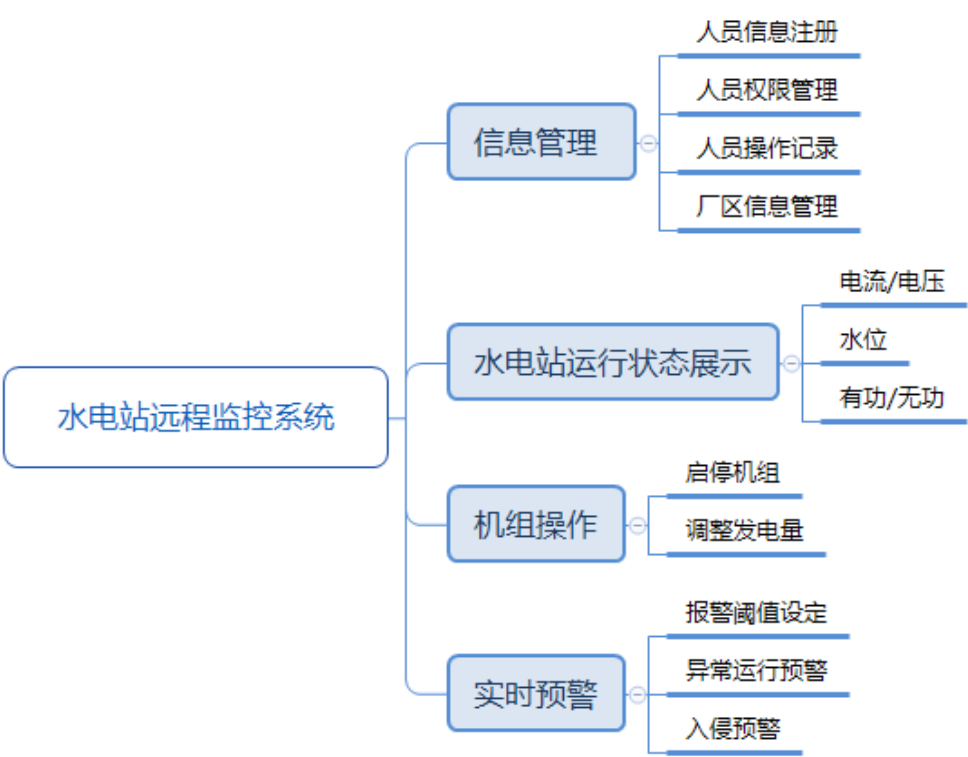 水电站远程监控系统
信息管理
人员信息注册
人员权限管理
人员操作记录
厂区信息管理
水电站运行状态展示
电流/电压
水位
有功/无功
机组操作
启停机组
调整发电量
实时预警
报警阈值设定
异常运行预警
入侵预警